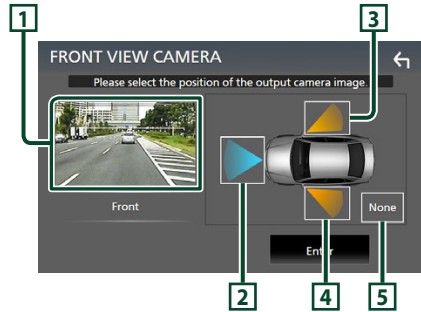 1
3
FRONT VIEW CAMERA
Please select the position of the output camera image.
Front
None
Enter
2
4
5